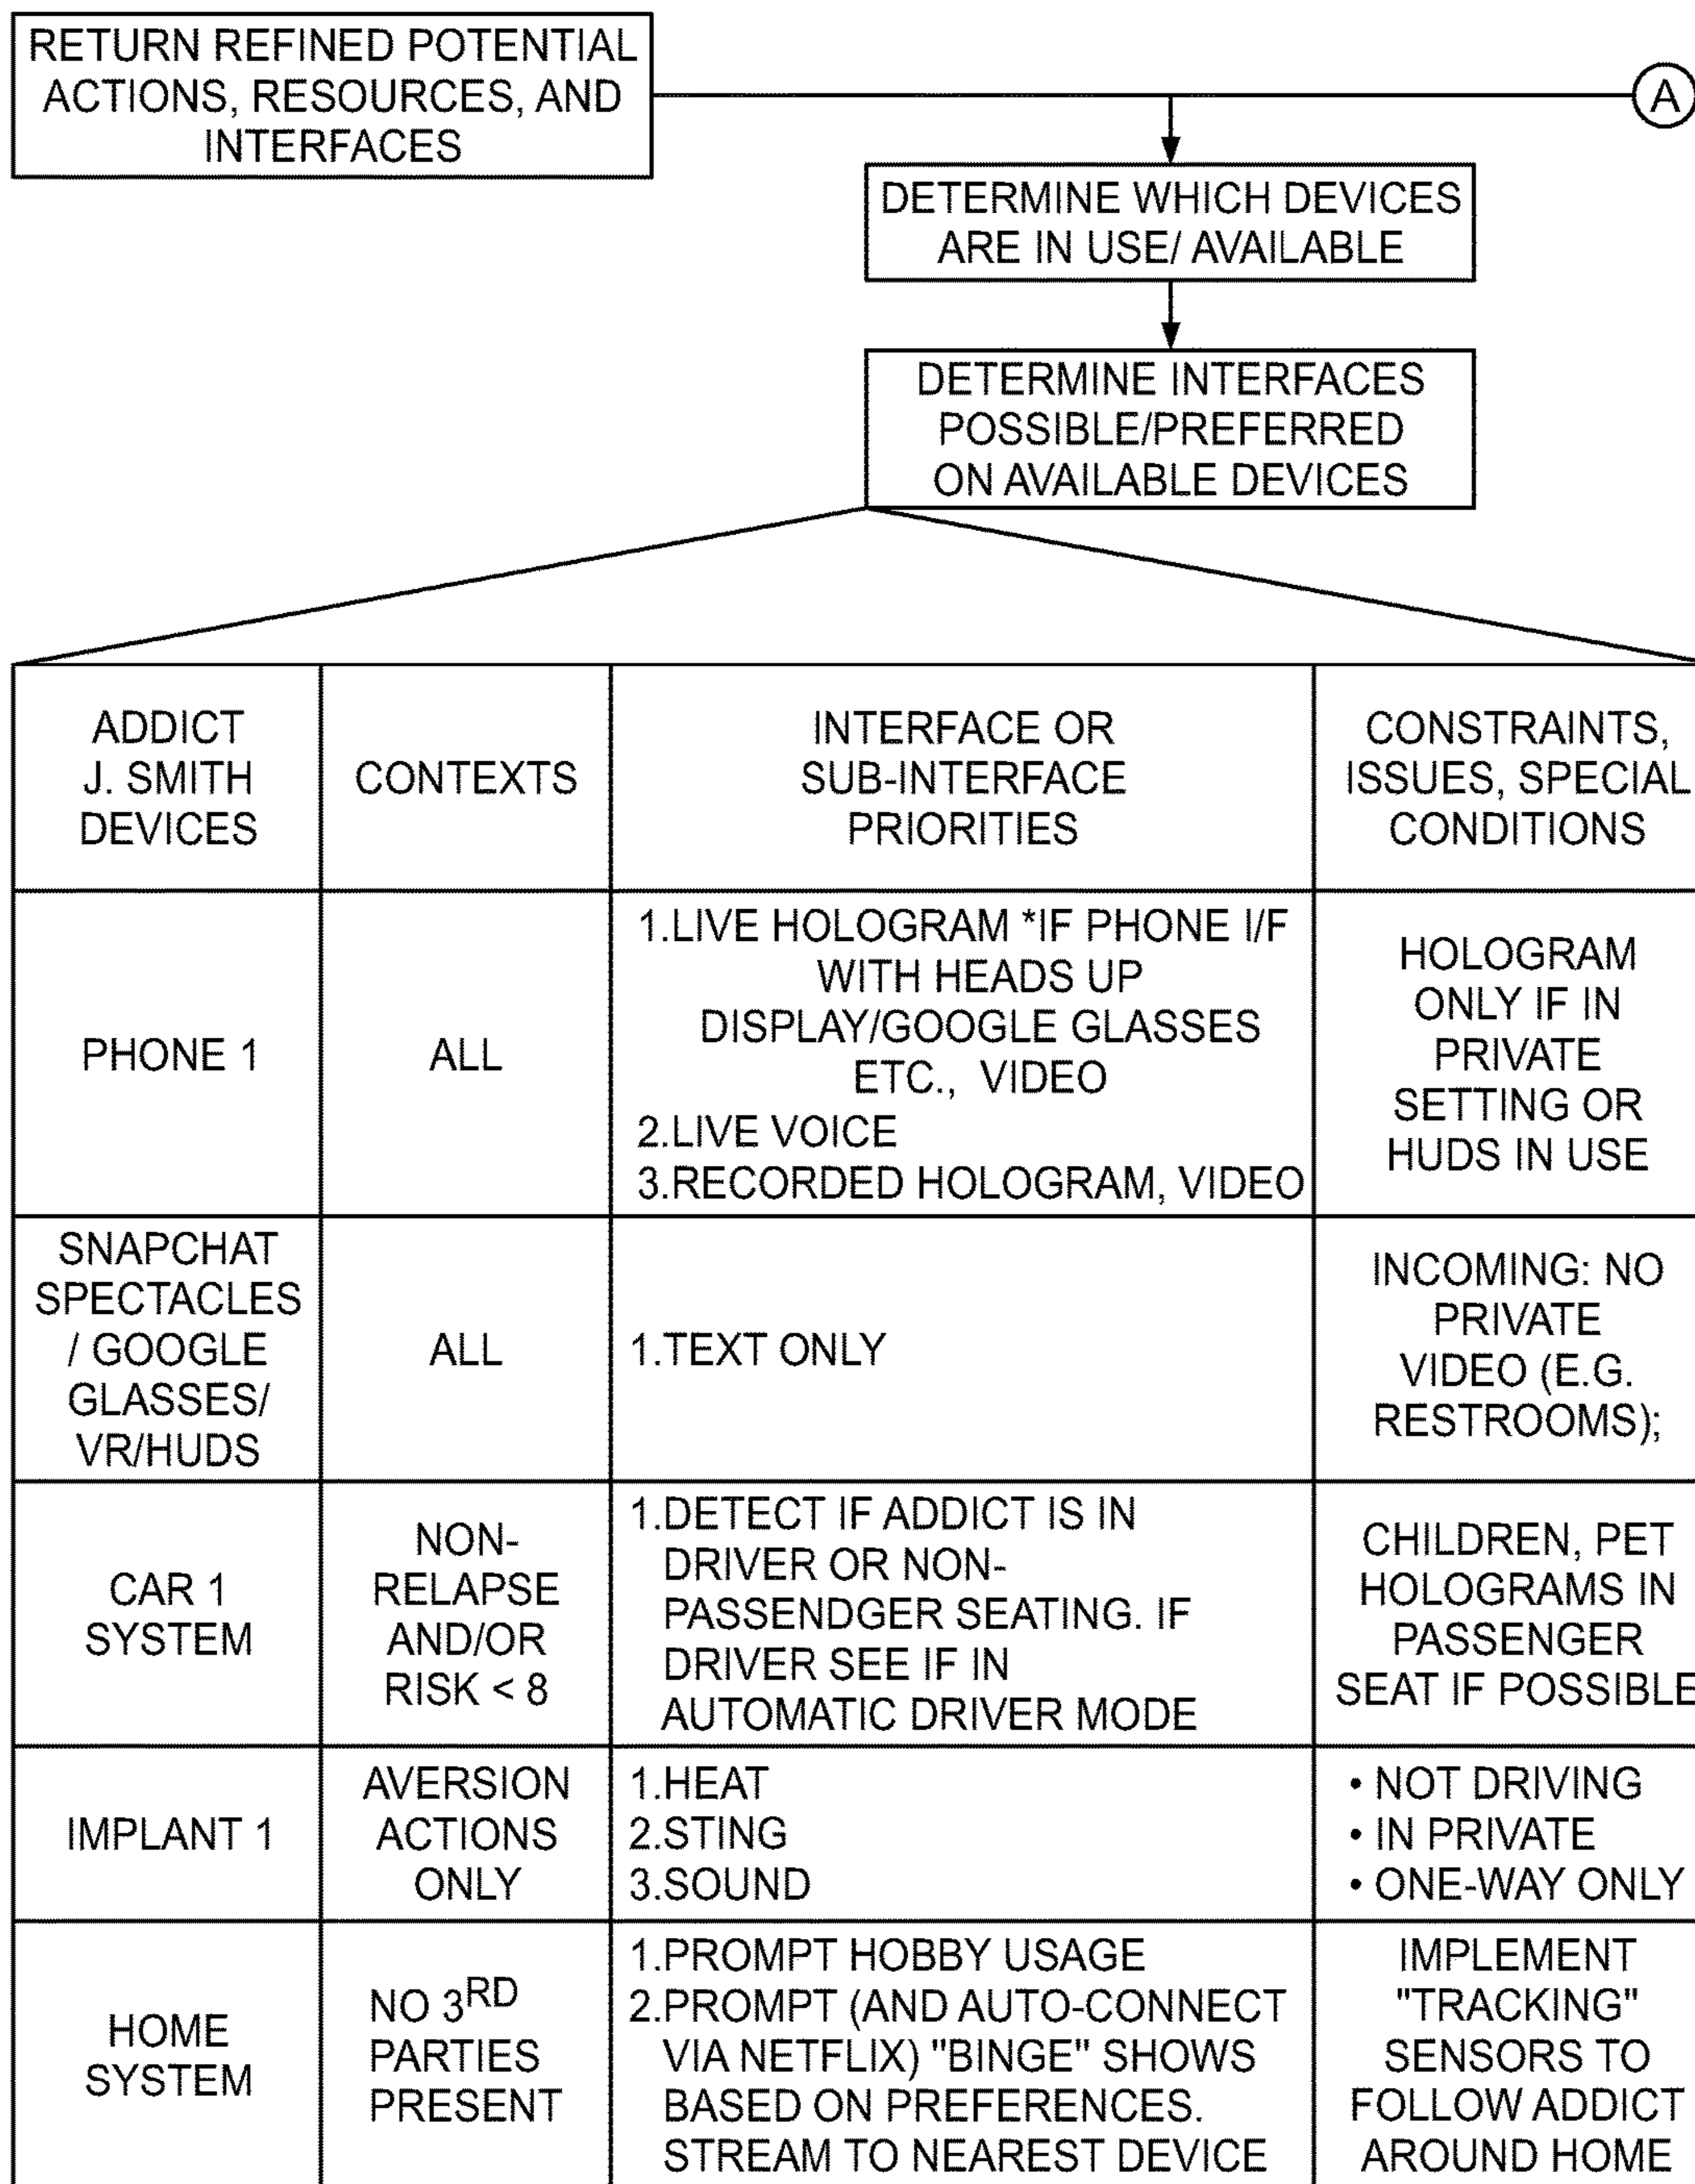 RETURN REFINED POTENTIAL
ACTIONS, RESOURCES, AND
INTERFACES
A
DETERMINE WHICH DEVICES
ARE IN USE/ AVAILABLE
DETERMINE INTERFACES
POSSIBLE/PREFERRED
ON AVAILABLE DEVICES
ADDICT
J. SMITH
DEVICES
CONTEXTS
INTERFACE OR
SUB-INTERFACE
PRIORITIES
CONSTRAINTS,
ISSUES, SPECIAL
CONDITIONS
PHONE 1
ALL
1.LIVE HOLOGRAM *IF PHONE I/F
WITH HEADS UP
DISPLAY/GOOGLE GLASSES
ETC., VIDEO
2.LIVE VOICE
3.RECORDED HOLOGRAM, VIDEO
HOLOGRAM
ONLY IF IN
PRIVATE
SETTING OR
HUDS IN USE
SNAPCHAT
SPECTACLES
/ GOOGLE
GLASSES/
VR/HUDS
ALL
1.TEXT ONLY
INCOMING: NO
PRIVATE
VIDEO (E.G.
RESTROOMS);
CAR 1
SYSTEM
NON-
RELAPSE
AND/OR
RISK < 8
1.DETECT IF ADDICT IS IN
DRIVER OR NON-
PASSENDGER SEATING. IF
DRIVER SEE IF IN
AUTOMATIC DRIVER MODE
CHILDREN, PET
HOLOGRAMS IN
PASSENGER
SEAT IF POSSIBLE
IMPLANT 1
AVERSION
ACTIONS
ONLY
1.HEAT
2.STING
3.SOUND
• NOT DRIVING
• IN PRIVATE
• ONE-WAY ONLY
HOME
SYSTEM
NO 3RD
PARTIES
PRESENT
1.PROMPT HOBBY USAGE
2.PROMPT (AND AUTO-CONNECT
VIA NETFLIX) "BINGE" SHOWS
BASED ON PREFERENCES.
STREAM TO NEAREST DEVICE
IMPLEMENT
"TRACKING"
SENSORS TO
FOLLOW ADDICT
AROUND HOME